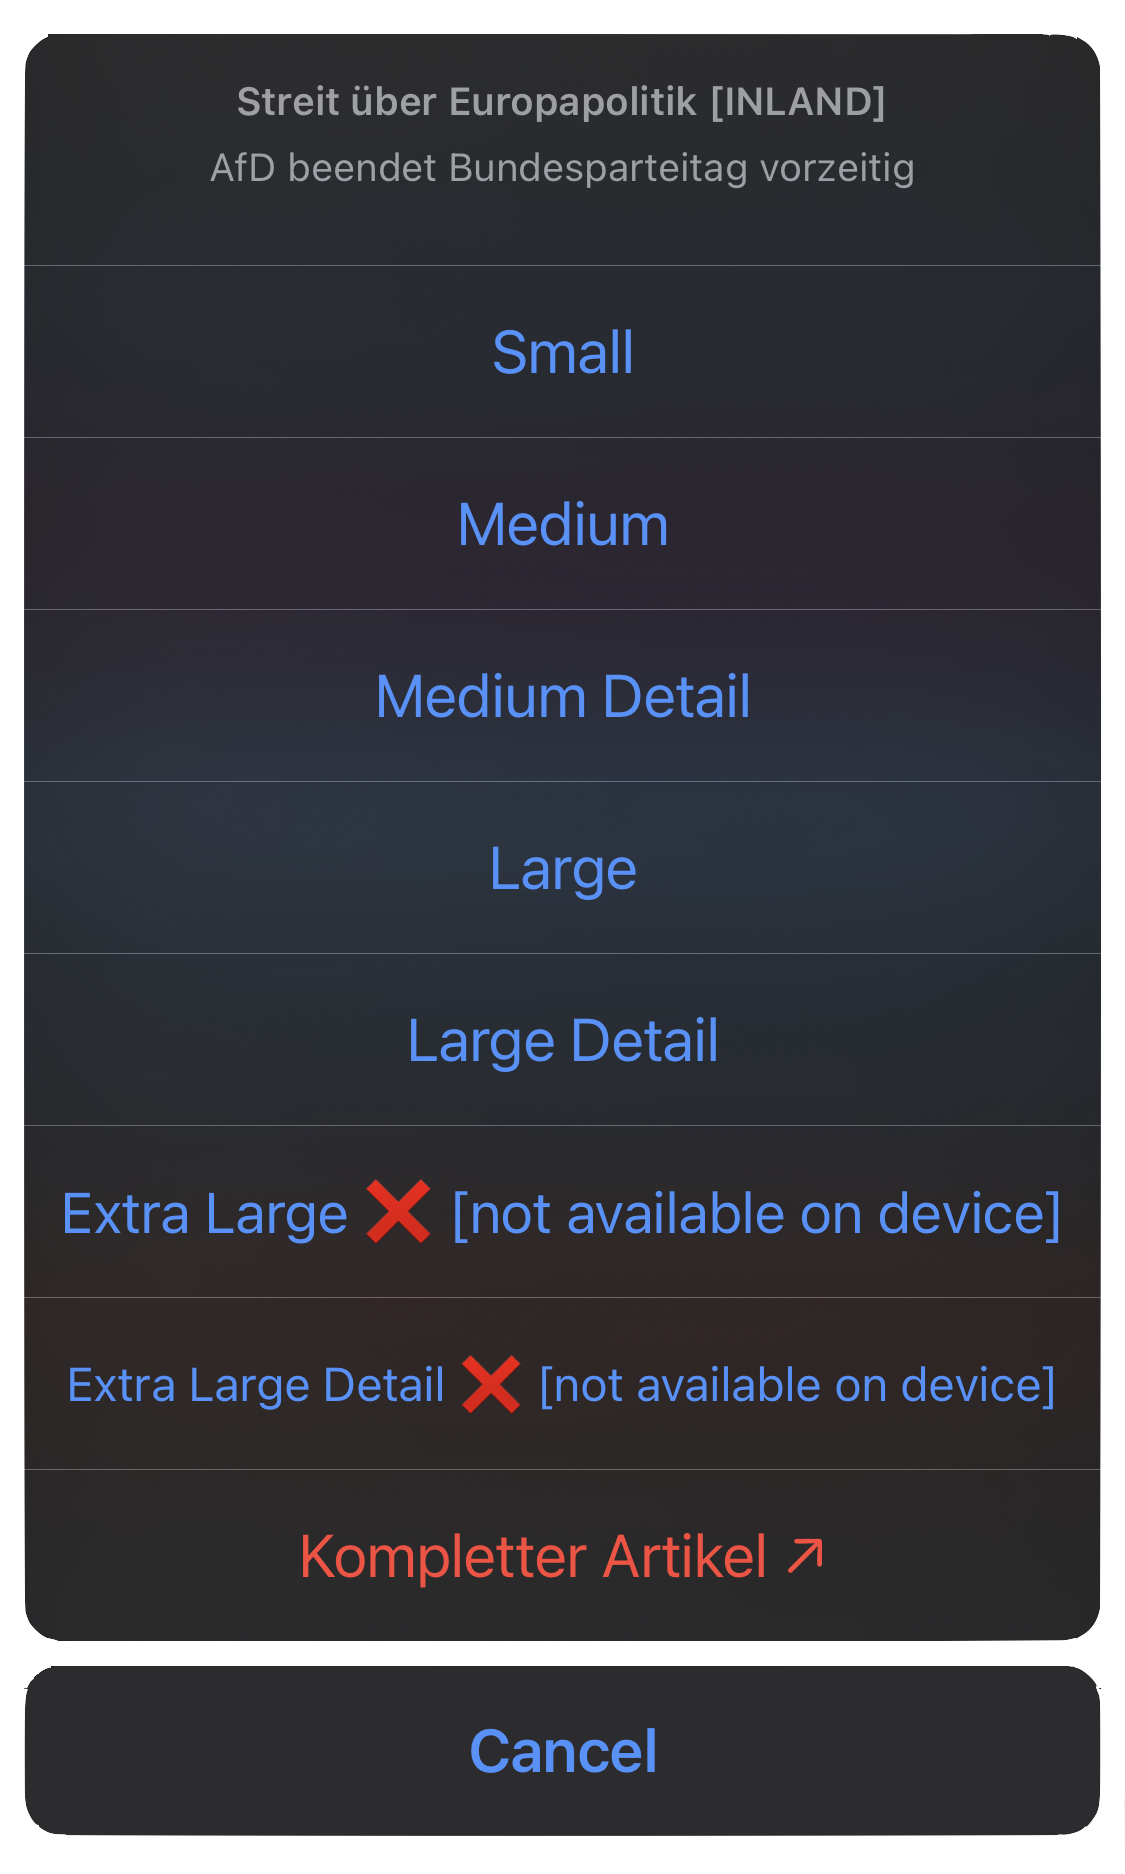 Streit über Europapolitik [INLAND]
AfD beendet Bundesparteitag vorzeitig
Small
Medium
Medium Detail
Large
Large Detail
Extra Large ❌ [not available on device]
Extra Large Detail ❌ [not available on device]
Kompletter Artikel ↗
Cancel